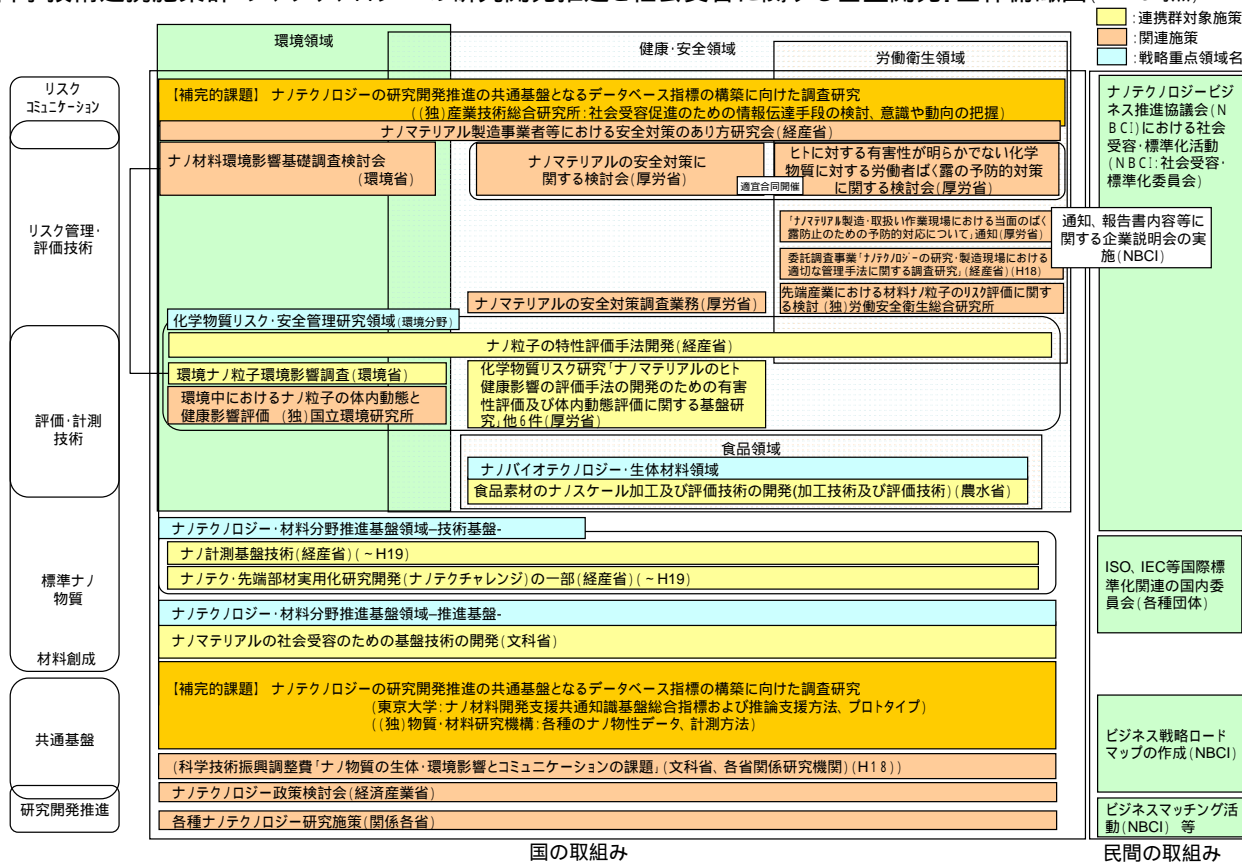 :連携群対象施策
:関連施策
:戦略重点領域名
環境領域
健康・安全領域
労働衛生領域
リスク
コミュニケーション
リスク管理・
評価技術
評価・計測
技術
標準ナノ
物質
材料創成
共通基盤
研究開発推進
【補完的課題】 ナノテクノロジーの研究開発推進の共通基盤となるデータベース指標の構築に向けた調査研究
((独)産業技術総合研究所:社会受容促進のための情報伝達手段の検討、意識や動向の把握)
ナノマテリアル製造事業者等における安全対策のあり方研究会(経産省)
ナノ材料環境影響基礎調査検討会
(環境省)
ナノマテリアルの安全対策に
関する検討会(厚労省)
適宜合同開催
ヒトに対する有害性が明らかでない化学
物質に対する労働者ばく露の予防的対策
に関する検討会(厚労省)
「ナノマテリアル製造・取扱い作業現場における当面のばく
露防止のための予防的対応について」通知(厚労省)
委託調査事業「ナノテクノロジーの研究・製造現場における
適切な管理手法に関する調査研究」(経産省)(H18)
ナノマテリアルの安全対策調査業務(厚労省)
先端産業における材料ナノ粒子のリスク評価に関す
る検討 (独)労働安全衛生総合研究所
化学物質リスク・安全管理研究領域(環境分野)
ナノ粒子の特性評価手法開発(経産省)
環境ナノ粒子環境影響調査(環境省)
環境中におけるナノ粒子の体内動態と
健康影響評価 (独)国立環境研究所
化学物質リスク研究「ナノマテリアルのヒト
健康影響の評価手法の開発のための有害
性評価及び体内動態評価に関する基盤研
究」他6件(厚労省)
食品領域
ナノバイオテクノロジー・生体材料領域
食品素材のナノスケール加工及び評価技術の開発(加工技術及び評価技術)(農水省)
ナノテクノロジー・材料分野推進基盤領域–技術基盤-
ナノ計測基盤技術(経産省)(~H19)
ナノテク・先端部材実用化研究開発(ナノテクチャレンジ)の一部(経産省)(~H19)
ナノテクノロジー・材料分野推進基盤領域–推進基盤-
ナノマテリアルの社会受容のための基盤技術の開発(文科省)
【補完的課題】 ナノテクノロジーの研究開発推進の共通基盤となるデータベース指標の構築に向けた調査研究
(東京大学:ナノ材料開発支援共通知識基盤総合指標および推論支援方法、プロトタイプ)
((独)物質・材料研究機構:各種のナノ物性データ、計測方法)
(科学技術振興調整費「ナノ物質の生体・環境影響とコミュニケーションの課題」(文科省、各省関係研究機関)(H18))
ナノテクノロジー政策検討会(経済産業省)
各種ナノテクノロジー研究施策(関係各省)
国の取組み
ナノテクノロジービジ
ネス推進協議会(N
BCI)における社会
受容・標準化活動
(NBCI:社会受容・
標準化委員会)
通知、報告書内容等に
関する企業説明会の実
施(NBCI)
ISO、IEC等国際標
準化関連の国内委
員会(各種団体)
ビジネス戦略ロード
マップの作成(NBCI)
ビジネスマッチング活
動(NBCI) 等
民間の取組み